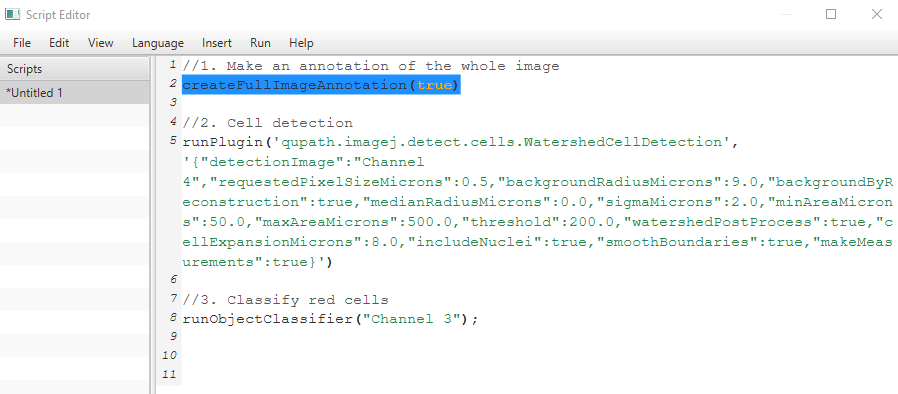 Script Editor
File Edit View Language Insert Run Help
Scripts
*Untitled 1
1 //1. Make an annotation of the whole image
2 createFullImageAnnotation(true)
3
4 //2. Cell detection
5 runPlugin('qupath.imagej.detect.cells.WatershedCellDetection',
'{"detectionImage":"Channel
4","requestedPixelSizeMicrons":0.5,"backgroundRadiusMicrons":9.0,"backgroundByR
econstruction":true,"medianRadiusMicrons":0.0,"sigmaMicrons":2.0,"minAreaMicron
s":50.0,"maxAreaMicrons":500.0,"threshold":200.0,"watershedPostProcess":true,"c
ellExpansionMicrons":8.0,"includeNuclei":true,"smoothBoundaries":true,"makeMeas
urements":true}')
6
7 //3. Classify red cells
8 runObjectClassifier("Channel 3");
9
10
11